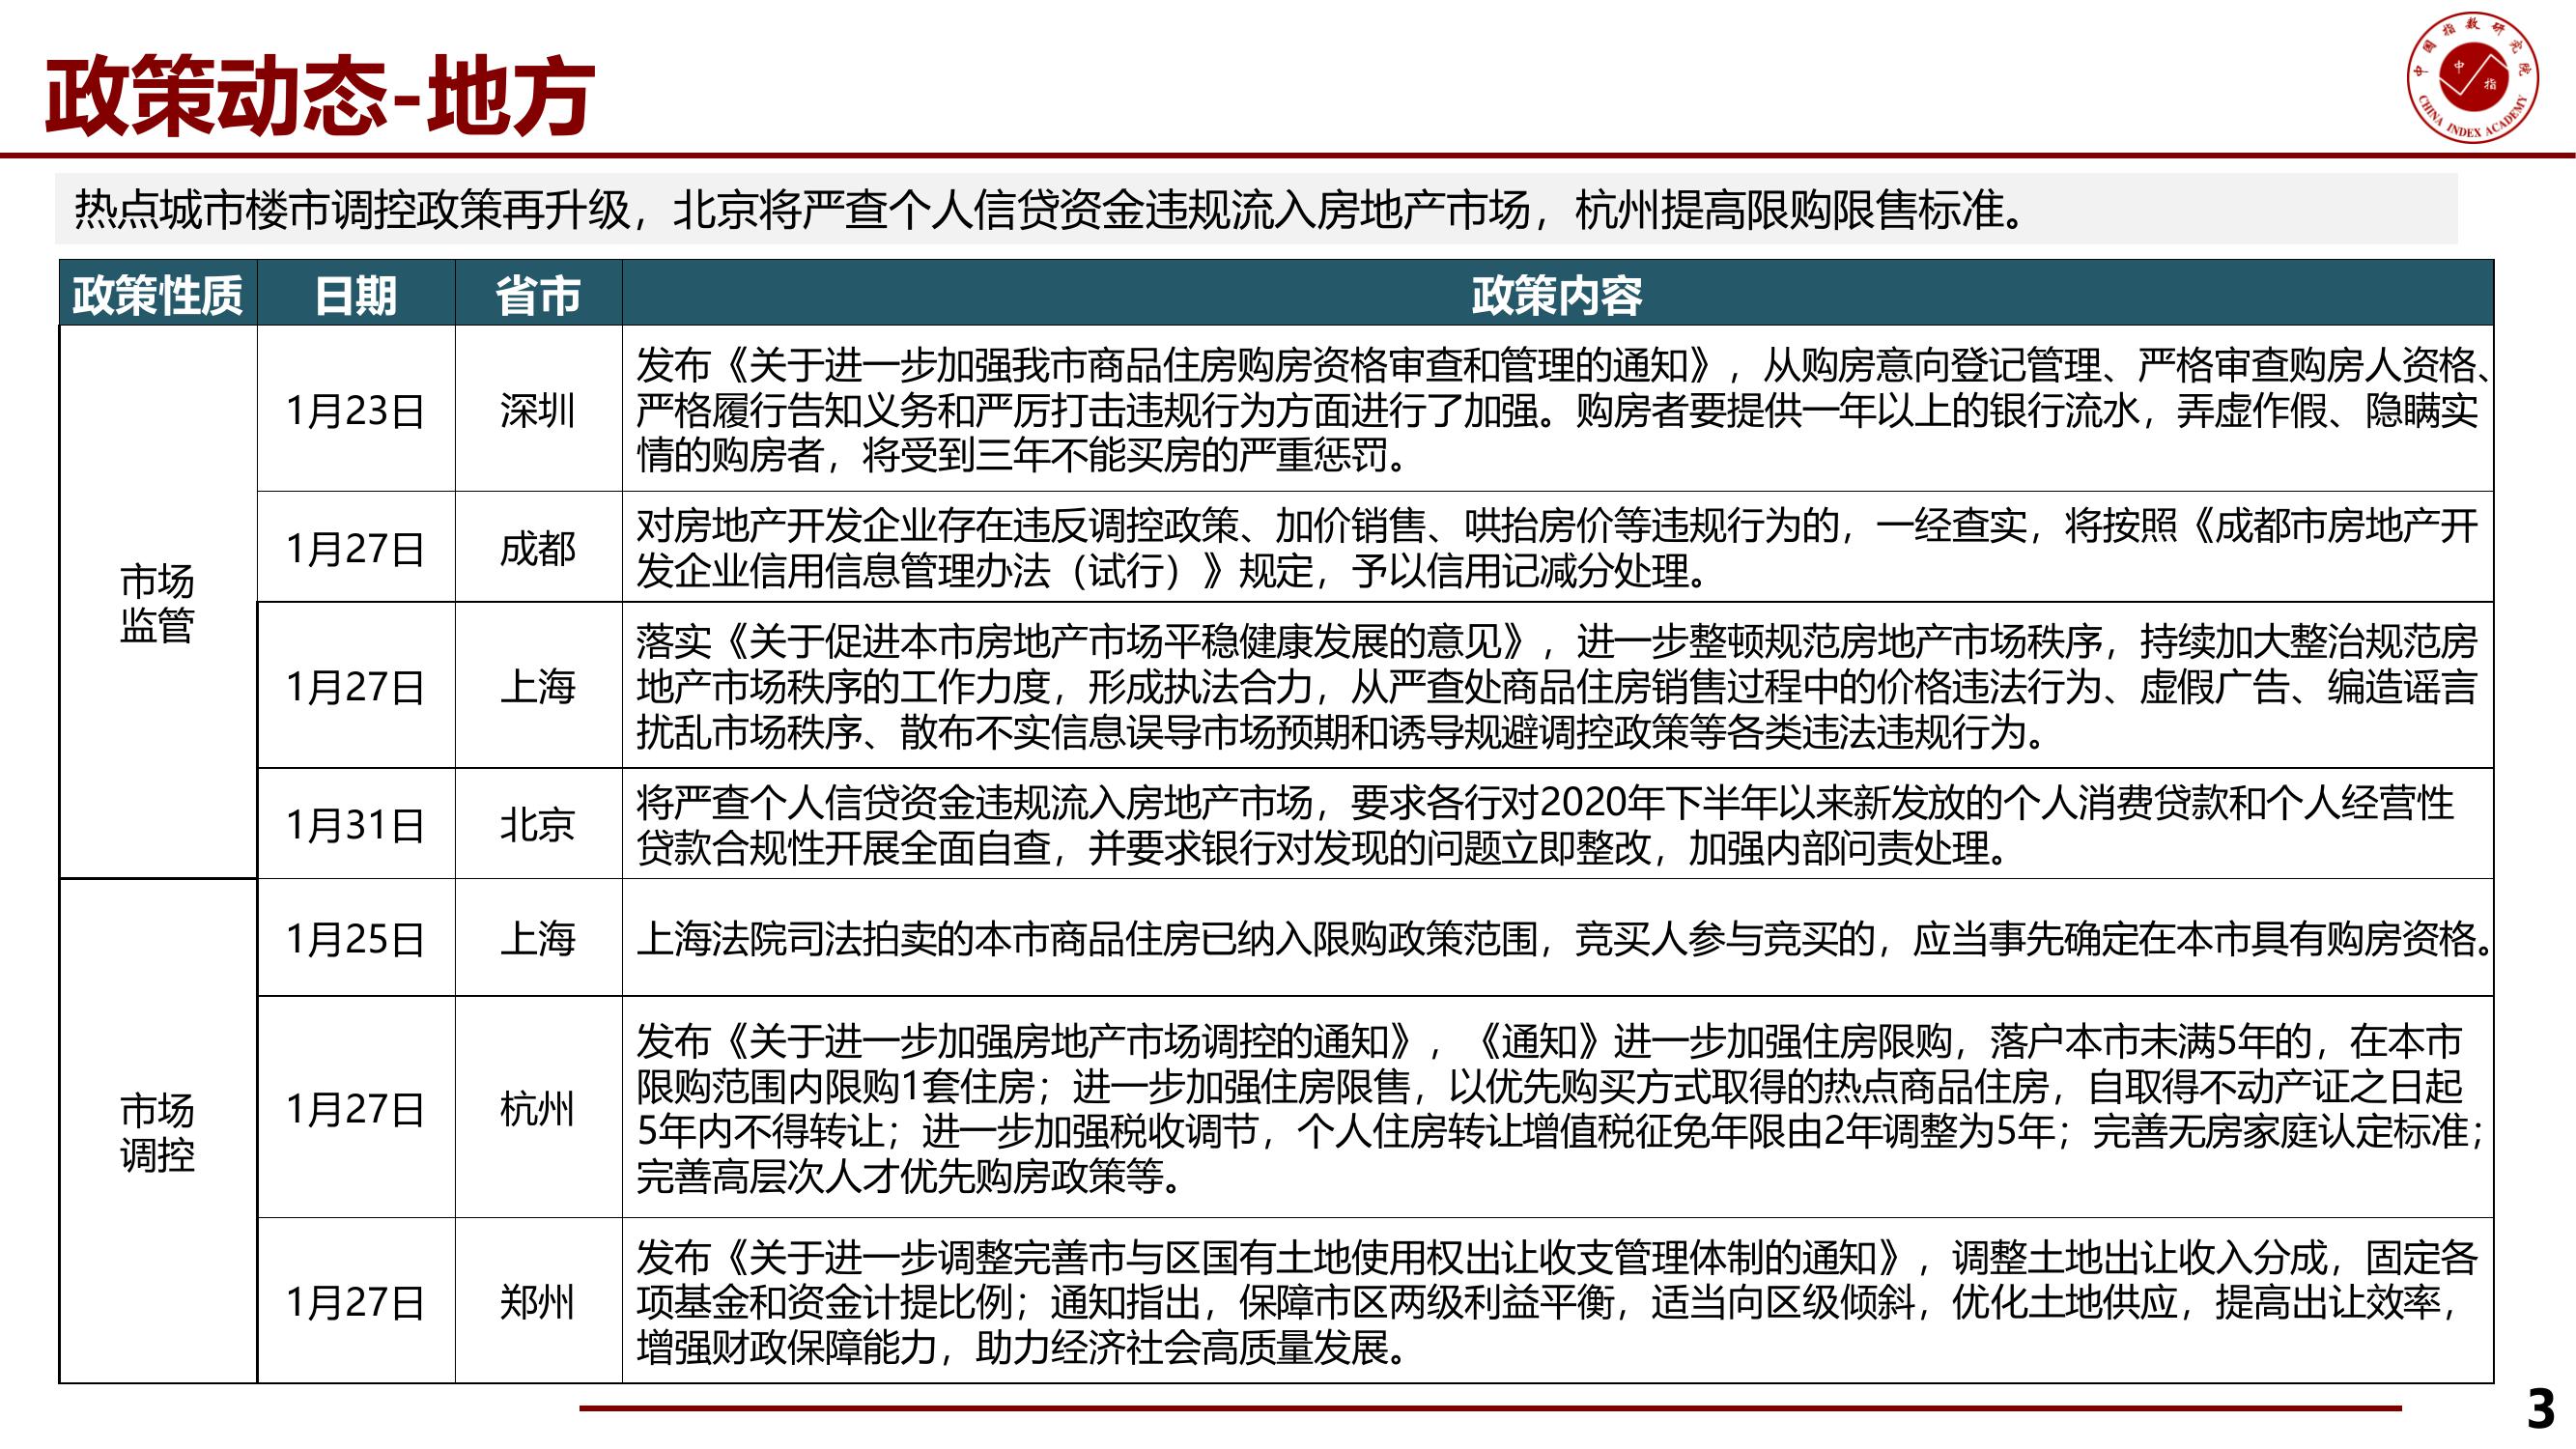 政策动态-地方
中国指数研究院
中指
CHINA INDEX ACADEMY
热点城市楼市调控政策再升级，北京将严查个人信贷资金违规流入房地产市场，杭州提高限购限售标准。
政策性质 日期 省市 政策内容
市场
监管
1月23日 深圳
发布《关于进一步加强我市商品住房购房资格审查和管理的通知》，从购房意向登记管理、严格审查购房人资格、
严格履行告知义务和严厉打击违规行为方面进行了加强。购房者要提供一年以上的银行流水，弄虚作假、隐瞒实
情的购房者，将受到三年不能买房的严重惩罚。
1月27日 成都
对房地产开发企业存在违反调控政策、加价销售、哄抬房价等违规行为的，一经查实，将按照《成都市房地产开
发企业信用信息管理办法（试行）》规定，予以信用记减分处理。
1月27日 上海
落实《关于促进本市房地产市场平稳健康发展的意见》，进一步整顿规范房地产市场秩序，持续加大整治规范房
地产市场秩序的工作力度，形成执法合力，从严查处商品住房销售过程中的价格违法行为、虚假广告、编造谣言
扰乱市场秩序、散布不实信息误导市场预期和诱导规避调控政策等各类违法违规行为。
1月31日 北京
将严查个人信贷资金违规流入房地产市场，要求各行对2020年下半年以来新发放的个人消费贷款和个人经营性
贷款合规性开展全面自查，并要求银行对发现的问题立即整改，加强内部问责处理。
市场
调控
1月25日 上海
上海法院司法拍卖的本市商品住房已纳入限购政策范围，竞买人参与竞买的，应当事先确定在本市具有购房资格。
1月27日 杭州
发布《关于进一步加强房地产市场调控的通知》，《通知》进一步加强住房限购，落户本市未满5年的，在本市
限购范围内限购1套住房；进一步加强住房限售，以优先购买方式取得的热点商品住房，自取得不动产证之日起
5年内不得转让；进一步加强税收调节，个人住房转让增值税征免年限由2年调整为5年；完善无房家庭认定标准；
完善高层次人才优先购房政策等。
1月27日 郑州
发布《关于进一步调整完善市与区国有土地使用权出让收支管理体制的通知》，调整土地出让收入分成，固定各
项基金和资金计提比例；通知指出，保障市区两级利益平衡，适当向区级倾斜，优化土地供应，提高出让效率，
增强财政保障能力，助力经济社会高质量发展。
3